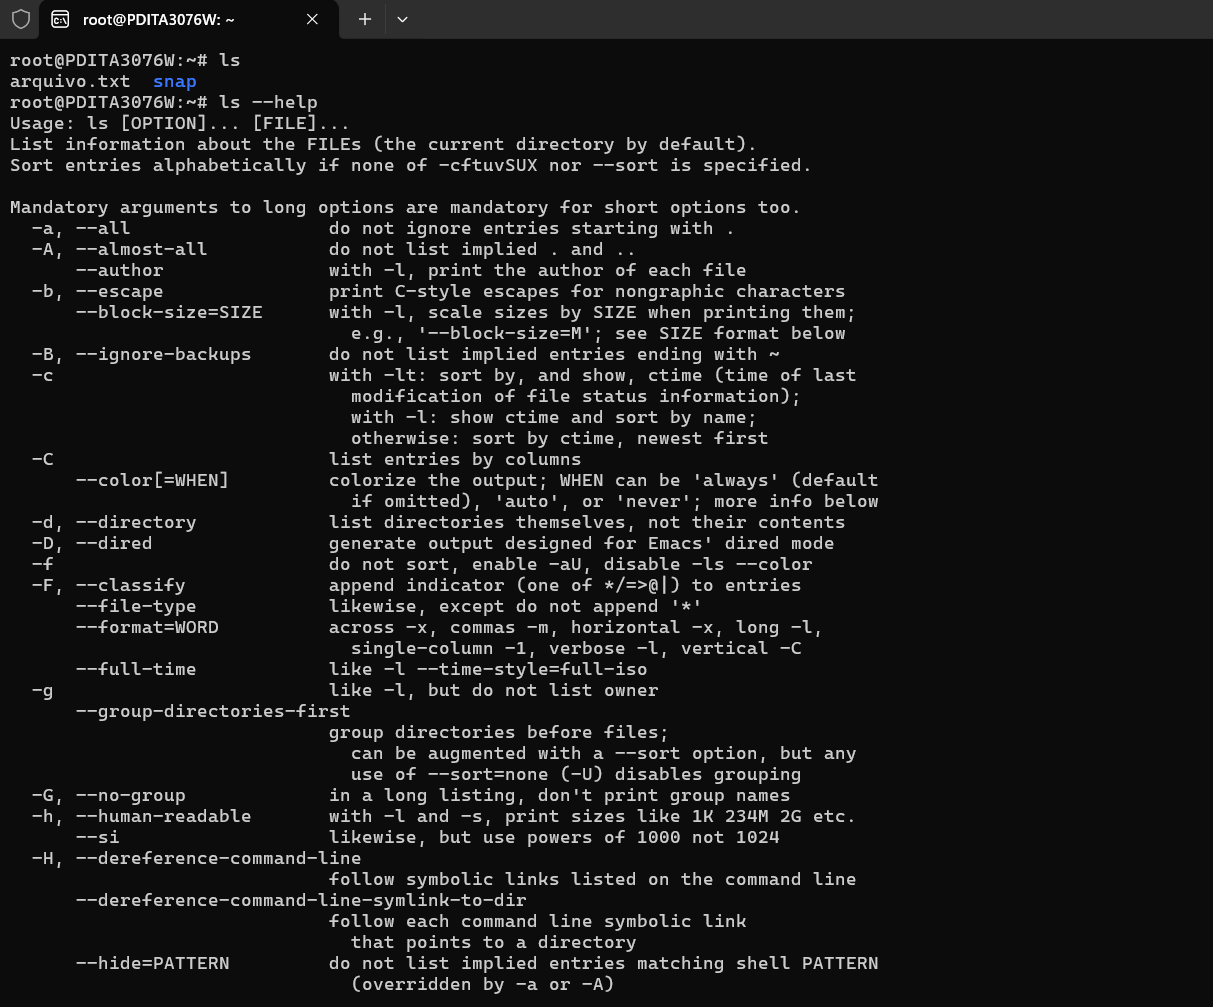 root@PDITA3076W: ~
root@PDITA3076W:~# ls
arquivo.txt  snap
root@PDITA3076W:~# ls --help
Usage: ls [OPTION]... [FILE]...
List information about the FILEs (the current directory by default).
Sort entries alphabetically if none of -cftuvSUX nor --sort is specified.

Mandatory arguments to long options are mandatory for short options too.
  -a, --all                  do not ignore entries starting with .
  -A, --almost-all           do not list implied . and ..
      --author               with -l, print the author of each file
  -b, --escape               print C-style escapes for nongraphic characters
      --block-size=SIZE      with -l, scale sizes by SIZE when printing them;
                               e.g., '--block-size=M'; see SIZE format below
  -B, --ignore-backups       do not list implied entries ending with ~
  -c                         with -lt: sort by, and show, ctime (time of last
                               modification of file status information);
                               with -l: show ctime and sort by name;
                               otherwise: sort by ctime, newest first
  -C                         list entries by columns
      --color[=WHEN]         colorize the output; WHEN can be 'always' (default
                               if omitted), 'auto', or 'never'; more info below
  -d, --directory            list directories themselves, not their contents
  -D, --dired                generate output designed for Emacs' dired mode
  -f                         do not sort, enable -aU, disable -ls --color
  -F, --classify             append indicator (one of */=>@|) to entries
      --file-type            likewise, except do not append '*'
      --format=WORD          across -x, commas -m, horizontal -x, long -l,
                               single-column -1, verbose -l, vertical -C
      --full-time            like -l --time-style=full-iso
  -g                         like -l, but do not list owner
      --group-directories-first
                             group directories before files;
                               can be augmented with a --sort option, but any
                               use of --sort=none (-U) disables grouping
  -G, --no-group             in a long listing, don't print group names
  -h, --human-readable       with -l and -s, print sizes like 1K 234M 2G etc.
      --si                   likewise, but use powers of 1000 not 1024
  -H, --dereference-command-line
                             follow symbolic links listed on the command line
      --dereference-command-line-symlink-to-dir
                             follow each command line symbolic link
                               that points to a directory
      --hide=PATTERN         do not list implied entries matching shell PATTERN
                               (overridden by -a or -A)